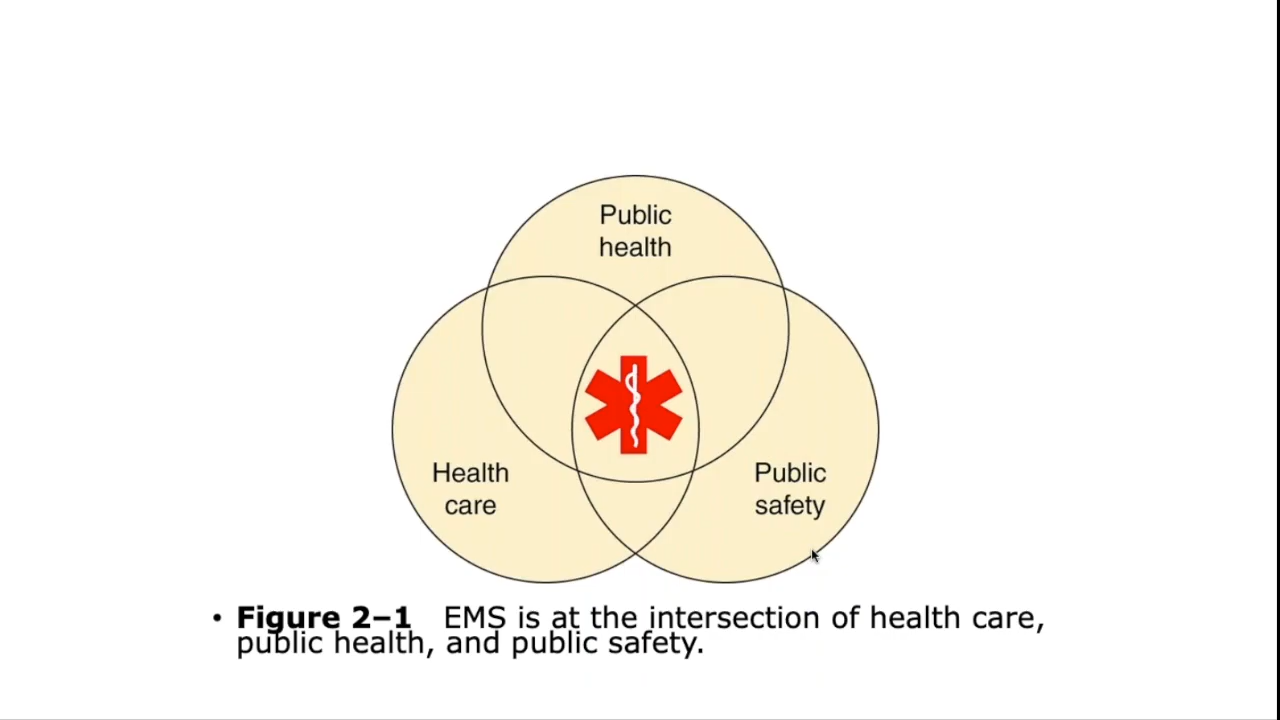 Public
health
Health
care
Public
safety
• Figure 2–1 EMS is at the intersection of health care,
public health, and public safety.